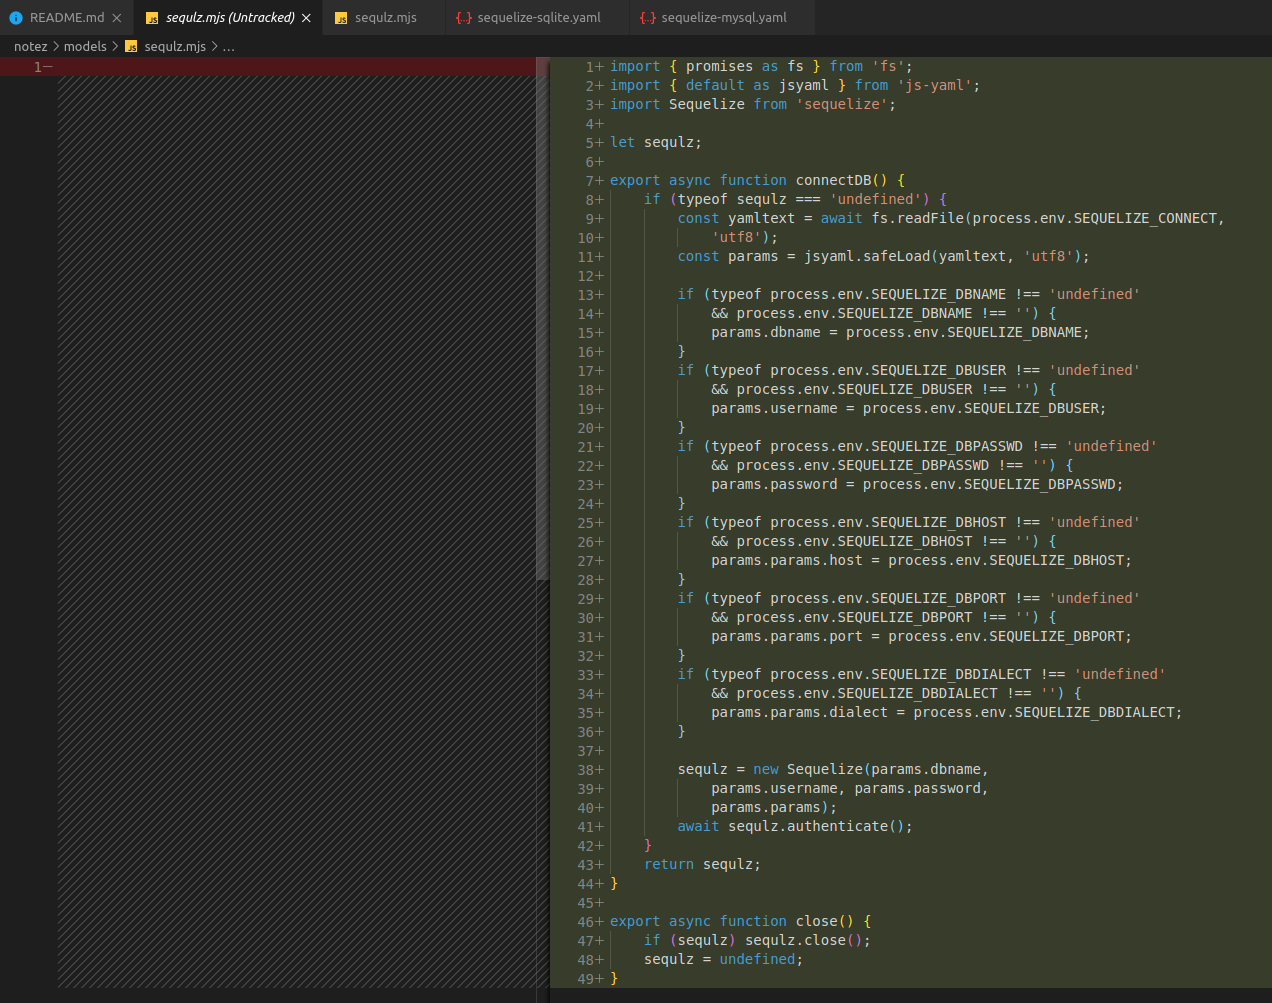 README.md
sequlz.mjs (Untracked)
JS sequlz.mjs
{..} sequelize-sqlite.yaml
{..} sequelize-mysql.yaml
notez > models > JS sequlz.mjs > ...
1—
1+ import { promises as fs } from 'fs';
2+ import { default as jsyaml } from 'js-yaml';
3+ import Sequelize from 'sequelize';
4+
5+ let sequlz;
6+
7+ export async function connectDB() {
8+     if (typeof sequlz === 'undefined') {
9+         const yamltext = await fs.readFile(process.env.SEQUELIZE_CONNECT,
10+             'utf8');
11+         const params = jsyaml.safeLoad(yamltext, 'utf8');
12+
13+         if (typeof process.env.SEQUELIZE_DBNAME !== 'undefined'
14+             && process.env.SEQUELIZE_DBNAME !== '') {
15+             params.dbname = process.env.SEQUELIZE_DBNAME;
16+         }
17+         if (typeof process.env.SEQUELIZE_DBUSER !== 'undefined'
18+             && process.env.SEQUELIZE_DBUSER !== '') {
19+             params.username = process.env.SEQUELIZE_DBUSER;
20+         }
21+         if (typeof process.env.SEQUELIZE_DBPASSWD !== 'undefined'
22+             && process.env.SEQUELIZE_DBPASSWD !== '') {
23+             params.password = process.env.SEQUELIZE_DBPASSWD;
24+         }
25+         if (typeof process.env.SEQUELIZE_DBHOST !== 'undefined'
26+             && process.env.SEQUELIZE_DBHOST !== '') {
27+             params.params.host = process.env.SEQUELIZE_DBHOST;
28+         }
29+         if (typeof process.env.SEQUELIZE_DBPORT !== 'undefined'
30+             && process.env.SEQUELIZE_DBPORT !== '') {
31+             params.params.port = process.env.SEQUELIZE_DBPORT;
32+         }
33+         if (typeof process.env.SEQUELIZE_DBDIALECT !== 'undefined'
34+             && process.env.SEQUELIZE_DBDIALECT !== '') {
35+             params.params.dialect = process.env.SEQUELIZE_DBDIALECT;
36+         }
37+
38+         sequlz = new Sequelize(params.dbname,
39+             params.username, params.password,
40+             params.params);
41+         await sequlz.authenticate();
42+     }
43+     return sequlz;
44+ }
45+
46+ export async function close() {
47+     if (sequlz) sequlz.close();
48+     sequlz = undefined;
49+ }